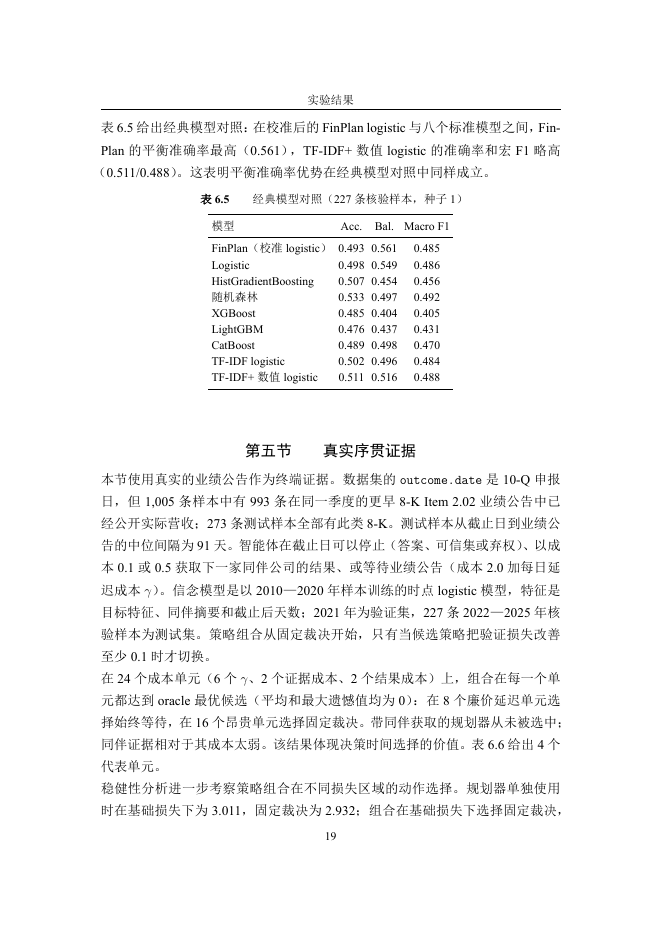 实验结果
表 6.5 给出经典模型对照：在校准后的 FinPlan logistic 与八个标准模型之间，Fin-
Plan 的平衡准确率最高（0.561），TF-IDF+ 数值 logistic 的准确率和宏 F1 略高
（0.511/0.488）。这表明平衡准确率优势在经典模型对照中同样成立。
表 6.5 经典模型对照（227 条核验样本，种子 1）
模型 Acc. Bal. Macro F1
FinPlan（校准 logistic） 0.493 0.561 0.485
Logistic 0.498 0.549 0.486
HistGradientBoosting 0.507 0.454 0.456
随机森林 0.533 0.497 0.492
XGBoost 0.485 0.404 0.405
LightGBM 0.476 0.437 0.431
CatBoost 0.489 0.498 0.470
TF-IDF logistic 0.502 0.496 0.484
TF-IDF+ 数值 logistic 0.511 0.516 0.488
第五节 真实序贯证据
本节使用真实的业绩公告作为终端证据。数据集的 outcome.date 是 10-Q 申报
日，但 1,005 条样本中有 993 条在同一季度的更早 8-K Item 2.02 业绩公告中已
经公开实际营收；273 条测试样本全部有此类 8-K。测试样本从截止日到业绩公
告的中位间隔为 91 天。智能体在截止日可以停止（答案、可信集或弃权）、以成
本 0.1 或 0.5 获取下一家同伴公司的结果、或等待业绩公告（成本 2.0 加每日延
迟成本 γ）。信念模型是以 2010—2020 年样本训练的时点 logistic 模型，特征是
目标特征、同伴摘要和截止后天数；2021 年为验证集，227 条 2022—2025 年核
验样本为测试集。策略组合从固定裁决开始，只有当候选策略把验证损失改善
至少 0.1 时才切换。
在 24 个成本单元（6 个 γ、2 个证据成本、2 个结果成本）上，组合在每一个单
元都达到 oracle 最优候选（平均和最大遗憾值均为 0）：在 8 个廉价延迟单元选
择始终等待，在 16 个昂贵单元选择固定裁决。带同伴获取的规划器从未被选中；
同伴证据相对于其成本太弱。该结果体现决策时间选择的价值。表 6.6 给出 4 个
代表单元。
稳健性分析进一步考察策略组合在不同损失区域的动作选择。规划器单独使用
时在基础损失下为 3.011，固定裁决为 2.932；组合在基础损失下选择固定裁决，
19